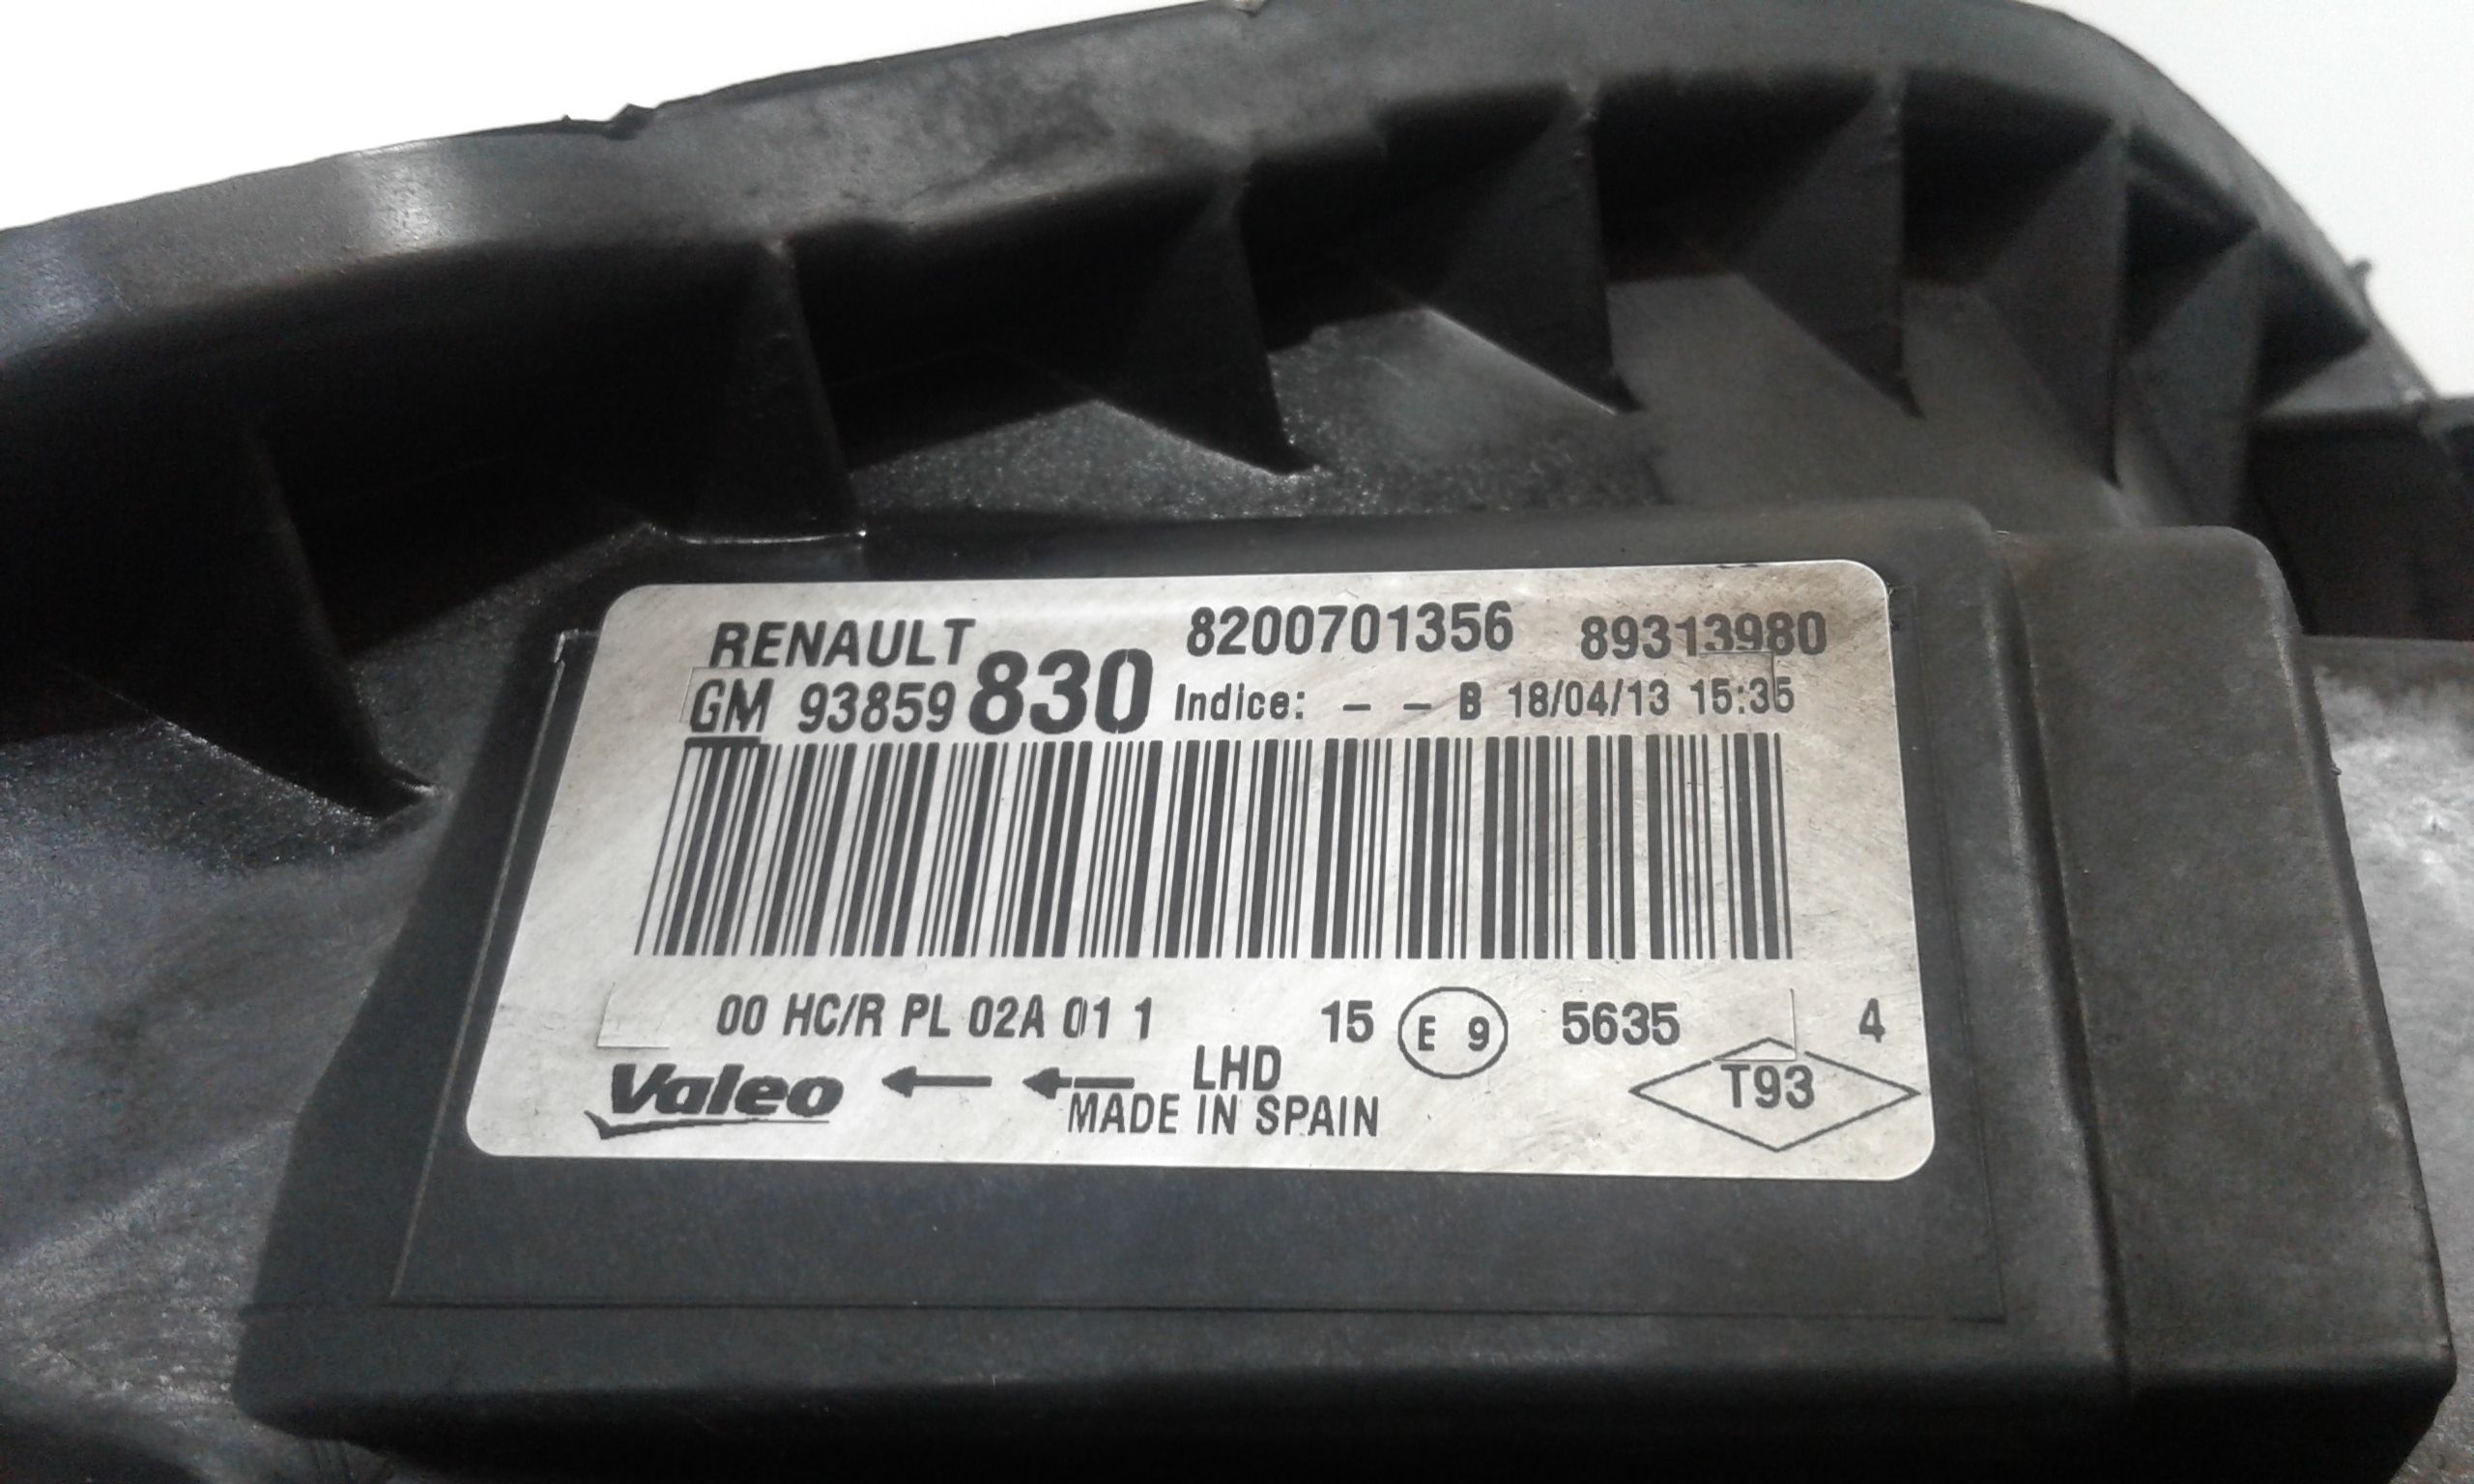 RENAULT 8200701356 89313980
GM 93859 830 Indice: - - B 18/04/13 15:35
00 HC/R PL 02A 01 1 15 E 9 5635 4
Valeo LHD T93
MADE IN SPAIN